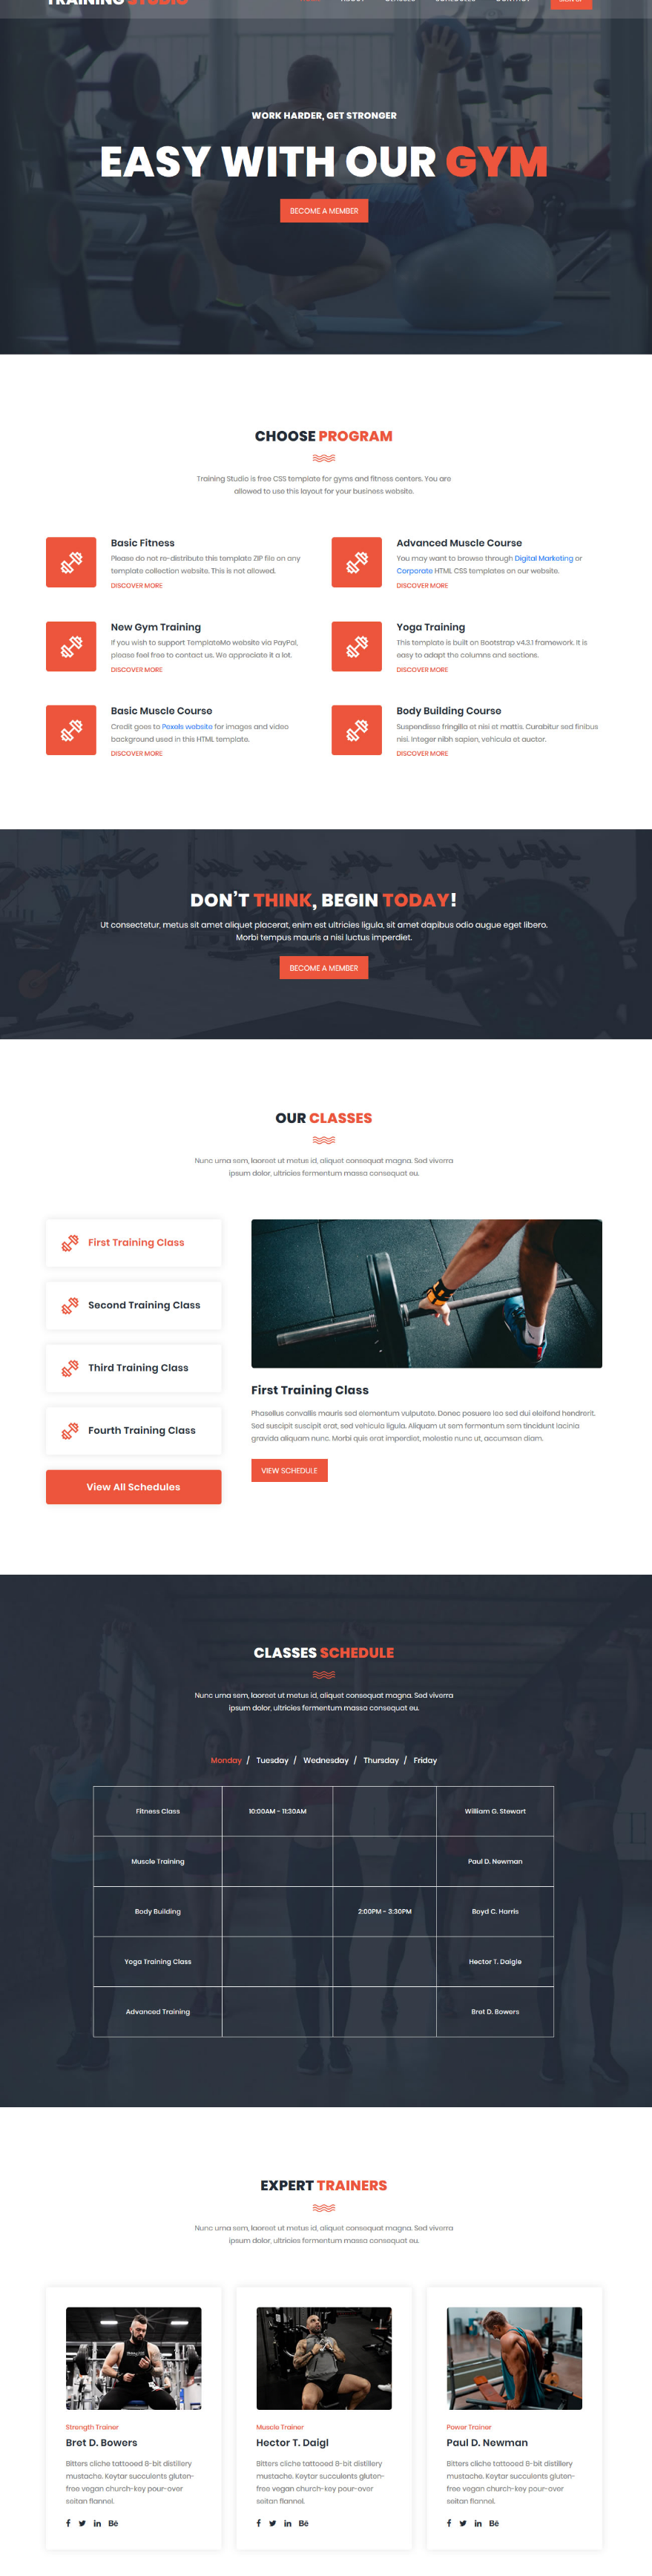 TRAINING STUDIO
ABOUT CLASSES SCHEDULES CONTACT
WORK HARDER, GET STRONGER
EASY WITH OUR GYM
BECOME A MEMBER
CHOOSE PROGRAM
Training Studio is free CSS template for gyms and fitness centers. You are
allowed to use this layout for your business website.
Basic Fitness
Please do not re-distribute this template ZIP file on any
template collection website. This is not allowed.
DISCOVER MORE
Advanced Muscle Course
You may want to browse through Digital Marketing or
Corporate HTML CSS templates on our website.
DISCOVER MORE
New Gym Training
If you wish to support TemplateMo website via PayPal,
please feel free to contact us. We appreciate it a lot.
DISCOVER MORE
Yoga Training
This template is built on Bootstrap v4.3.1 framework. It is
easy to adapt the columns and sections.
DISCOVER MORE
Basic Muscle Course
Credit goes to Pexels website for images and video
background used in this HTML template.
DISCOVER MORE
Body Building Course
Suspendisse fringilla et nisi et mattis. Curabitur sed finibus
nisi. Integer nibh sapien, vehicula et auctor.
DISCOVER MORE
DON'T THINK, BEGIN TODAY!
Ut consectetur, metus sit amet aliquet placerat, enim est ultricies ligula, sit amet dapibus odio augue eget libero.
Morbi tempus mauris a nisi luctus imperdiet.
BECOME A MEMBER
OUR CLASSES
Nunc urna sem, laoreet ut metus id, aliquet consequat magna. Sed viverra
ipsum dolor, ultricies fermentum massa consequat eu.
First Training Class
Second Training Class
Third Training Class
Fourth Training Class
View All Schedules
First Training Class
Phasellus convallis mauris sed elementum vulputate. Donec posuere leo sed dui eleifend hendrerit.
Sed suscipit suscipit erat, sed vehicula ligula. Aliquam ut sem fermentum sem tincidunt lacinia
gravida aliquam nunc. Morbi quis erat imperdiet, molestie nunc ut, accumsan diam.
VIEW SCHEDULE
CLASSES SCHEDULE
Nunc urna sem, laoreet ut metus id, aliquet consequat magna. Sed viverra
ipsum dolor, ultricies fermentum massa consequat eu.
Monday / Tuesday / Wednesday / Thursday / Friday
Fitness Class 10:00AM - 11:30AM William G. Stewart
Muscle Training Paul D. Newman
Body Building 2:00PM - 3:30PM Boyd C. Harris
Yoga Training Class Hector T. Daigle
Advanced Training Bret D. Bowers
EXPERT TRAINERS
Nunc urna sem, laoreet ut metus id, aliquet consequat magna. Sed viverra
ipsum dolor, ultricies fermentum massa consequat eu.
Strength Trainer
Bret D. Bowers
Bitters cliche tattooed 8-bit distillery
mustache. Keytar succulents gluten-
free vegan church-key pour-over
seitan flannel.
f in Bē
Muscle Trainer
Hector T. Daigl
Bitters cliche tattooed 8-bit distillery
mustache. Keytar succulents gluten-
free vegan church-key pour-over
seitan flannel.
f in Bē
Power Trainer
Paul D. Newman
Bitters cliche tattooed 8-bit distillery
mustache. Keytar succulents gluten-
free vegan church-key pour-over
seitan flannel.
f in Bē